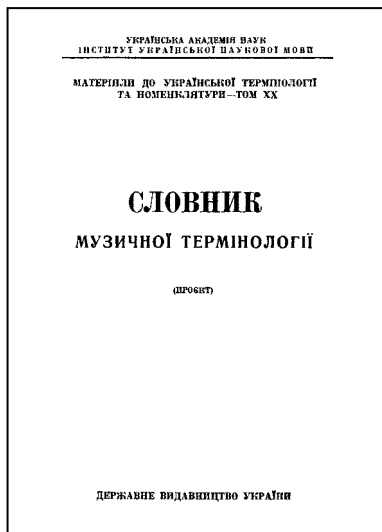 УКРАЇНСЬКА АКАДЕМІЯ НАУК
ІНСТИТУТ УКРАЇНСЬКОЇ НАУКОВОЇ МОВИ
МАТЕРІЯЛИ ДО УКРАЇНСЬКОЇ ТЕРМІНОЛОГІЇ
ТА НОМЕНКЛЯТУРИ—ТОМ XX
СЛОВНИК
МУЗИЧНОЇ ТЕРМІНОЛОГІЇ
(ПРОЄКТ)
ДЕРЖАВНЕ ВИДАВНИЦТВО УКРАЇНИ